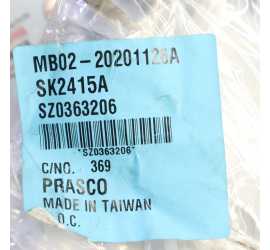 MB02-20201126A
SK2415A
SZ0363206
*SZ0363206*
C/NO. 369
PRASCO
MADE IN TAIWAN
O.C.